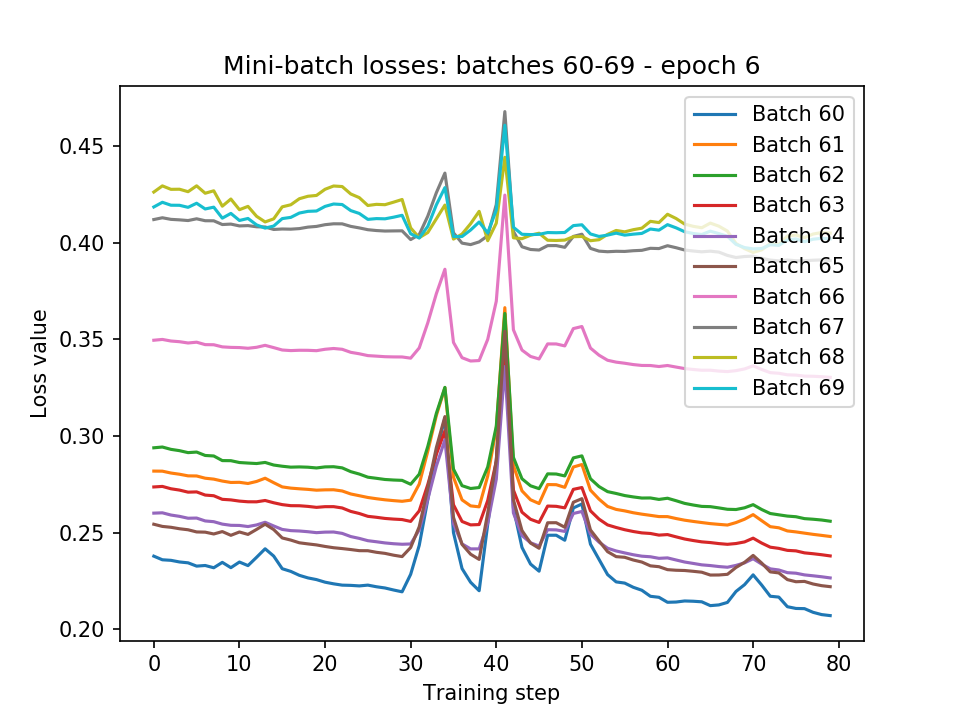 Mini-batch losses: batches 60-69 - epoch 6
Loss value
0.45
0.40
0.35
0.30
0.25
0.20
Batch 60
Batch 61
Batch 62
Batch 63
Batch 64
Batch 65
Batch 66
Batch 67
Batch 68
Batch 69
0 10 20 30 40 50 60 70 80
Training step